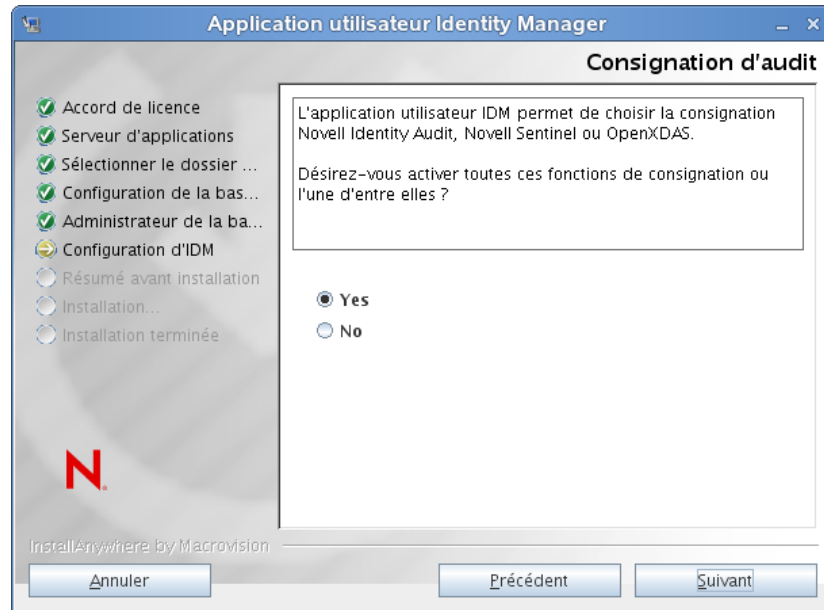 Application utilisateur Identity Manager
Consignation d'audit
Accord de licence
Serveur d'applications
Sélectionner le dossier ...
Configuration de la bas...
Administrateur de la ba...
Configuration d'IDM
Résumé avant installation
Installation...
Installation terminée
L'application utilisateur IDM permet de choisir la consignation
Novell Identity Audit, Novell Sentinel ou OpenXDAS.
Désirez-vous activer toutes ces fonctions de consignation ou
l'une d'entre elles ?
Yes
No
N.
InstallAnywhere by Macrovision
Annuler
Précédent
Suivant